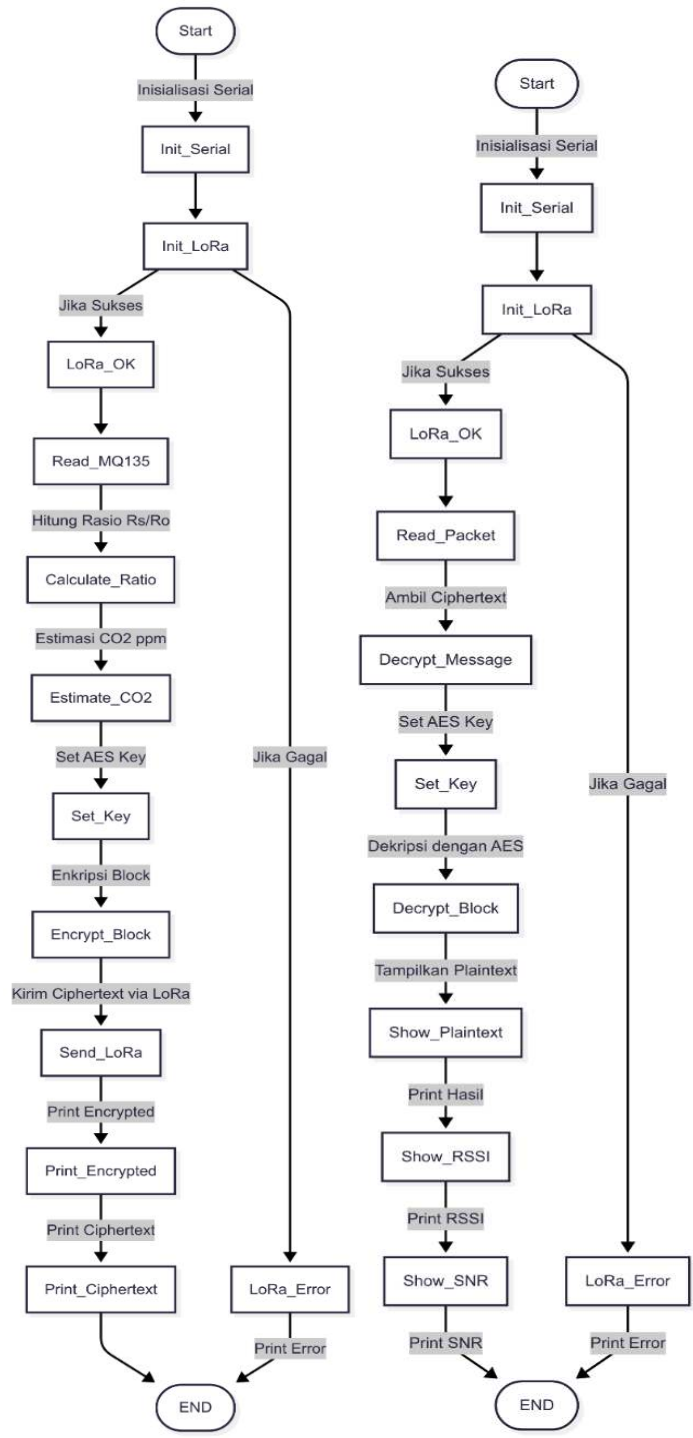 Start
Inisialisasi Serial
Init_Serial
Init_LoRa
Jika Sukses
LoRa_OK
Read_MQ135
Hitung Rasio Rs/Ro
Calculate_Ratio
Estimasi CO2 ppm
Estimate_CO2
Set AES Key
Jika Gagal
Set_Key
Enkripsi Block
Encrypt_Block
Kirim Ciphertext via LoRa
Send_LoRa
Print Encrypted
Print_Encrypted
Print Ciphertext
Print_Ciphertext
LoRa_Error
Print Error
END
Start
Inisialisasi Serial
Init_Serial
Init_LoRa
Jika Sukses
LoRa_OK
Read_Packet
Ambil Ciphertext
Decrypt_Message
Set AES Key
Set_Key
Jika Gagal
Dekripsi dengan AES
Decrypt_Block
Tampilkan Plaintext
Show_Plaintext
Print Hasil
Show_RSSI
Print RSSI
Show_SNR
LoRa_Error
Print SNR
Print Error
END